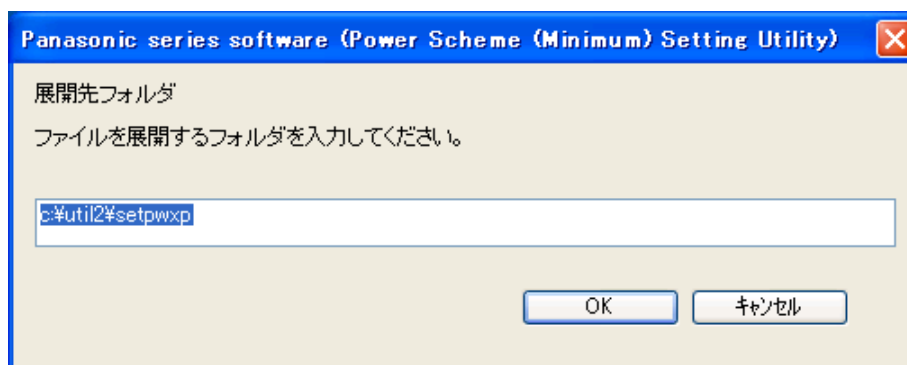 Panasonic series software (Power Scheme (Minimum) Setting Utility)
展開先フォルダ
ファイルを展開するフォルダを入力してください。
c:¥util2¥setpwxp
OK
キャンセル